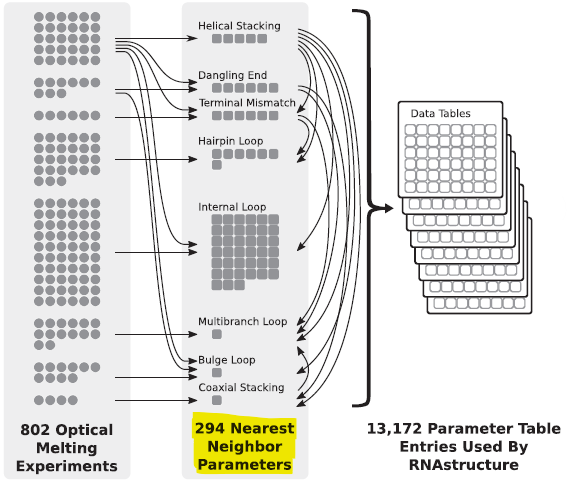 Helical Stacking
Dangling End
Terminal Mismatch
Hairpin Loop
Internal Loop
Multibranch Loop
Bulge Loop
Coaxial Stacking
Data Tables
802 Optical
Melting
Experiments
294 Nearest
Neighbor
Parameters
13,172 Parameter Table
Entries Used By
RNAstructure